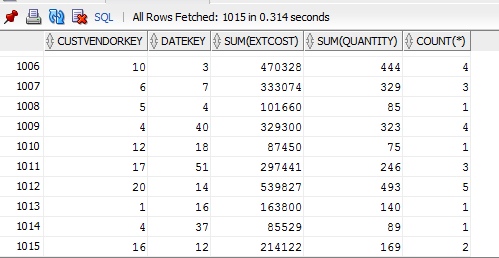 SQL | All Rows Fetched: 1015 in 0.314 seconds
CUSTVENDORKEY DATEKEY SUM(EXTCOST) SUM(QUANTITY) COUNT(*)
1006 10 3 470328 444 4
1007 6 7 333074 329 3
1008 5 4 101660 85 1
1009 4 40 329300 323 4
1010 12 18 87450 75 1
1011 17 51 297441 246 3
1012 20 14 539827 493 5
1013 1 16 163800 140 1
1014 4 37 85529 89 1
1015 16 12 214122 169 2